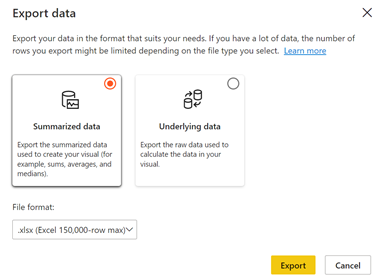 Export data
Export your data in the format that suits your needs. If you have a lot of data, the number of
rows you export might be limited depending on the file type you select. Learn more
Summarized data
Export the summarized data
used to create your visual (for
example, sums, averages, and
medians).
Underlying data
Export the raw data used to
calculate the data in your
visual.
File format:
.xlsx (Excel 150,000-row max)
Export
Cancel